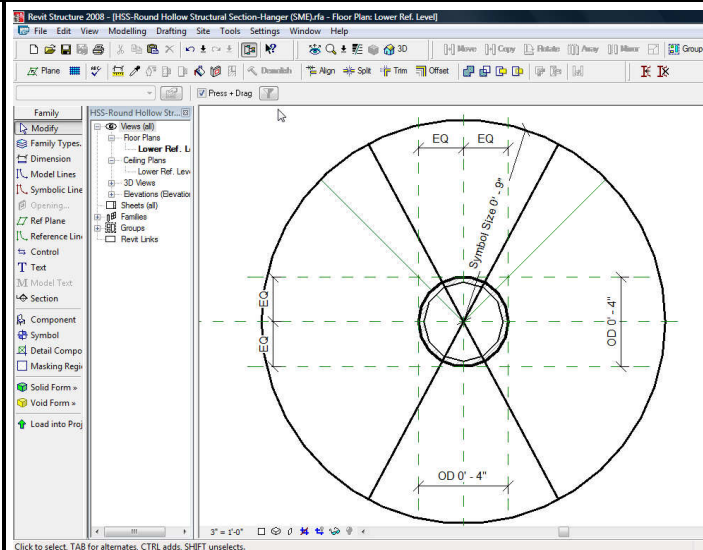 Revit Structure 2008 - [HSS-Round Hollow Structural Section-Hanger (SME).rfa - Floor Plan: Lower Ref. Level]
File Edit View Modelling Drafting Site Tools Settings Window Help
3D Move Copy Rotate Array Mirror Group
Plane Demolish Align Split Trim Offset
Press + Drag
Family
Modify
Family Types.
Dimension
Model Lines
Symbolic Line
Opening...
Ref Plane
Reference Lin
Control
Text
Model Text
Section
Component
Symbol
Detail Compo
Masking Regi
Solid Form »
Void Form »
Load into Proj
HSS-Round Hollow Str...
Views (all)
Floor Plans
Lower Ref. L
Ceiling Plans
Lower Ref. Lev
3D Views
Elevations (Elevation
Sheets (all)
Families
Groups
Revit Links
EQ EQ
Symbol Size 0' - 9"
EQ
EQ
OD 0' - 4"
OD 0' - 4"
3" = 1'-0"
Click to select, TAB for alternates, CTRL adds, SHIFT unselects.